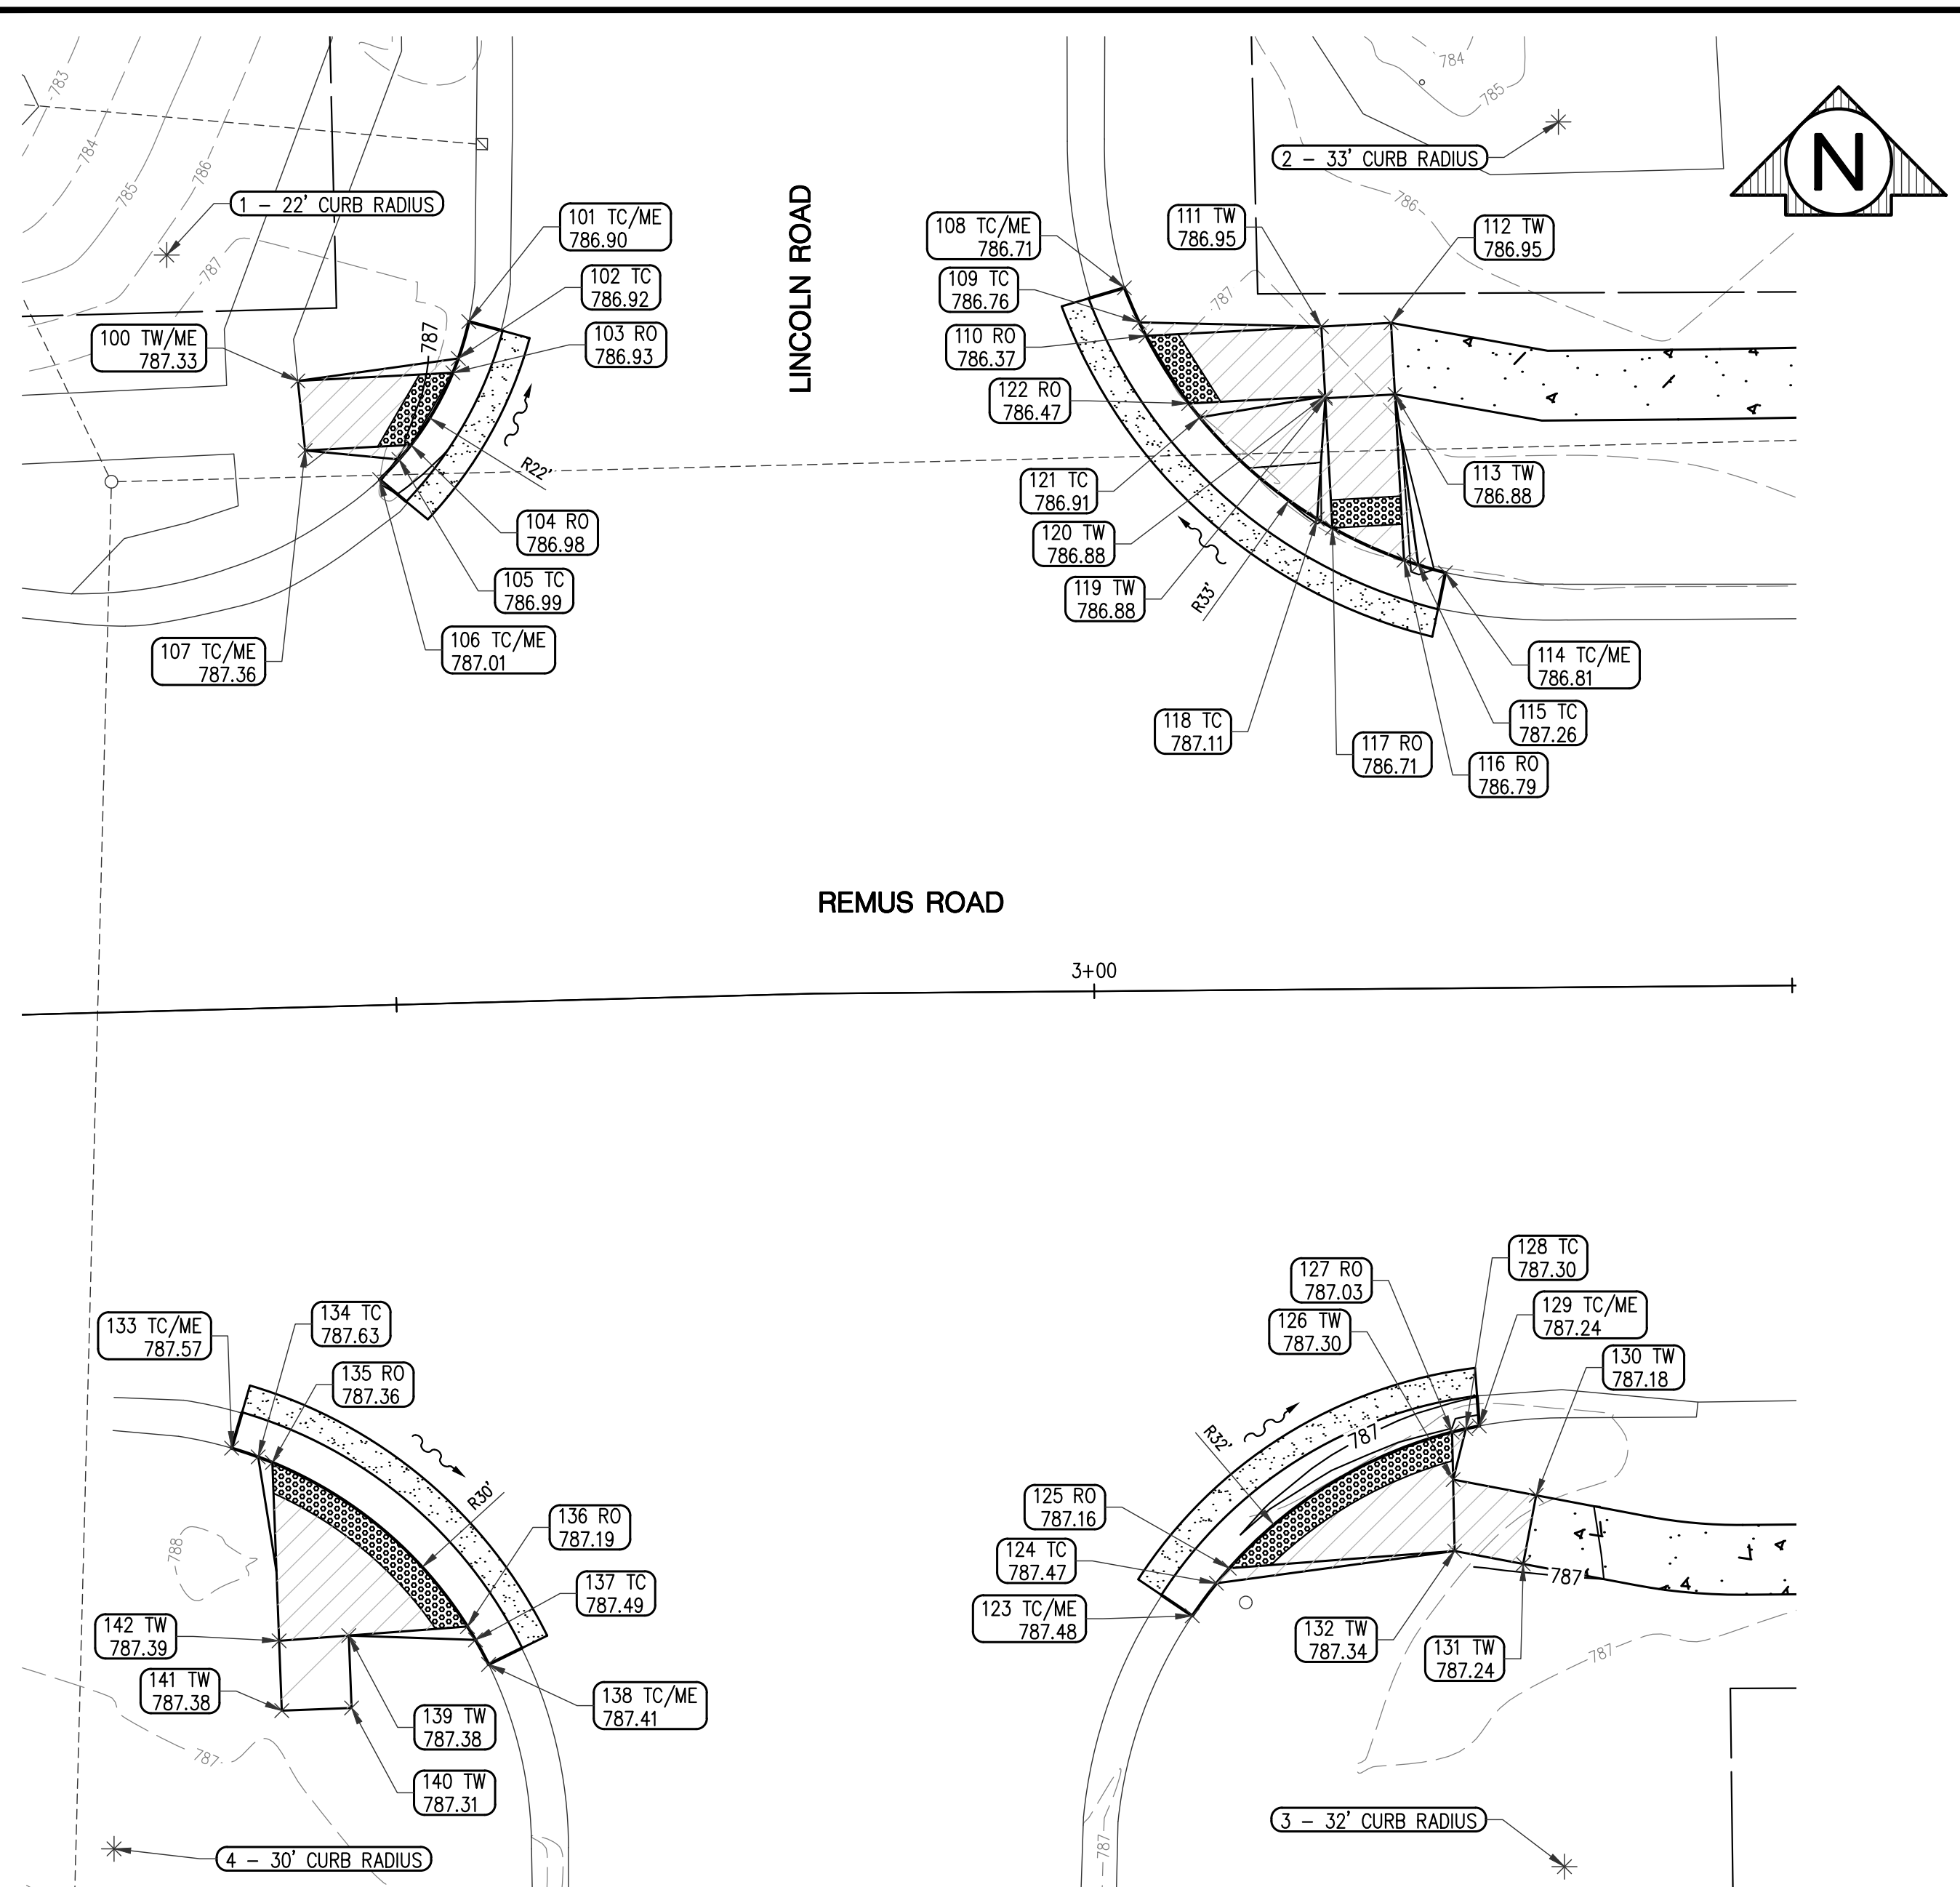 783
784
785
786
787
1 – 22' CURB RADIUS
101 TC/ME
786.90
102 TC
786.92
103 RO
786.93
100 TW/ME
787.33
787
R22'
104 RO
786.98
105 TC
786.99
106 TC/ME
787.01
107 TC/ME
787.36
LINCOLN ROAD
784
785
2 – 33' CURB RADIUS
N
786
787
108 TC/ME
786.71
109 TC
786.76
110 RO
786.37
111 TW
786.95
112 TW
786.95
122 RO
786.47
121 TC
786.91
120 TW
786.88
119 TW
786.88
R33'
113 TW
786.88
114 TC/ME
786.81
115 TC
787.26
116 RO
786.79
117 RO
786.71
118 TC
787.11
REMUS ROAD
3+00
133 TC/ME
787.57
134 TC
787.63
135 RO
787.36
R30'
136 RO
787.19
137 TC
787.49
788
142 TW
787.39
141 TW
787.38
139 TW
787.38
138 TC/ME
787.41
140 TW
787.31
787
4 – 30' CURB RADIUS
128 TC
787.30
127 RO
787.03
126 TW
787.30
129 TC/ME
787.24
130 TW
787.18
R32'
787
125 RO
787.16
124 TC
787.47
123 TC/ME
787.48
787
132 TW
787.34
131 TW
787.24
787
787
3 – 32' CURB RADIUS